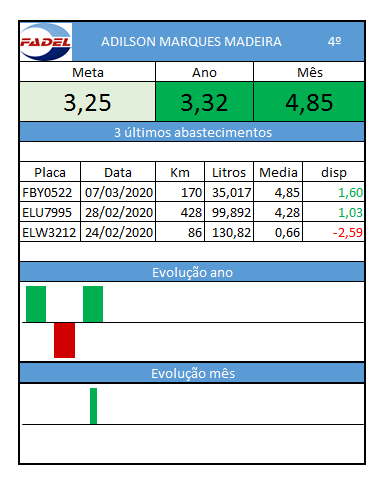 FADEL ADILSON MARQUES MADEIRA 4º
Meta Ano Mês
3,25 3,32 4,85
3 últimos abastecimentos
Placa Data Km Litros Media disp
FBY0522 07/03/2020 170 35,017 4,85 1,60
ELU7995 28/02/2020 428 99,892 4,28 1,03
ELW3212 24/02/2020 86 130,82 0,66 -2,59
Evolução ano
Evolução mês